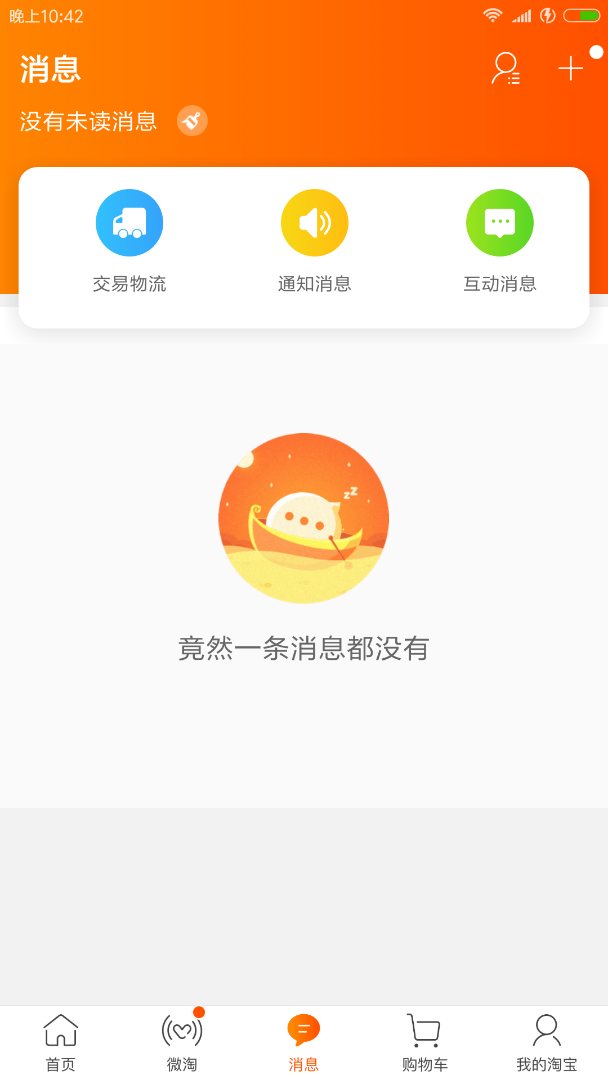 晚上10:42
消息
没有未读消息
交易物流
通知消息
互动消息
zZ
竟然一条消息都没有
首页
微淘
消息
购物车
我的淘宝